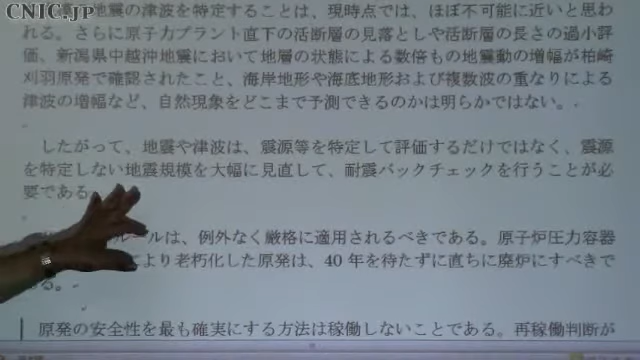 CNIC.JP
地震の津波を特定することは、現時点では、ほぼ不可能に近いと思わ
れる。さらに原子力プラント直下の活断層の見落としや活断層の長さの過小評
価、新潟県中越沖地震において地層の状態による数倍もの地震動の増幅が柏崎
刈羽原発で確認されたこと、海岸地形や海底地形および複数波の重なりによる
津波の増幅など、自然現象をどこまで予測できるのかは明らかではない。
したがって、地震や津波は、震源等を特定して評価するだけではなく、震源
を特定しない地震規模を大幅に見直して、耐震バックチェックを行うことが必
要である。
ルールは、例外なく厳格に適用されるべきである。原子炉圧力容器
により老朽化した原発は、40 年を待たずに直ちに廃炉にすべきで
る。
原発の安全性を最も確実にする方法は稼働しないことである。再稼働判断が